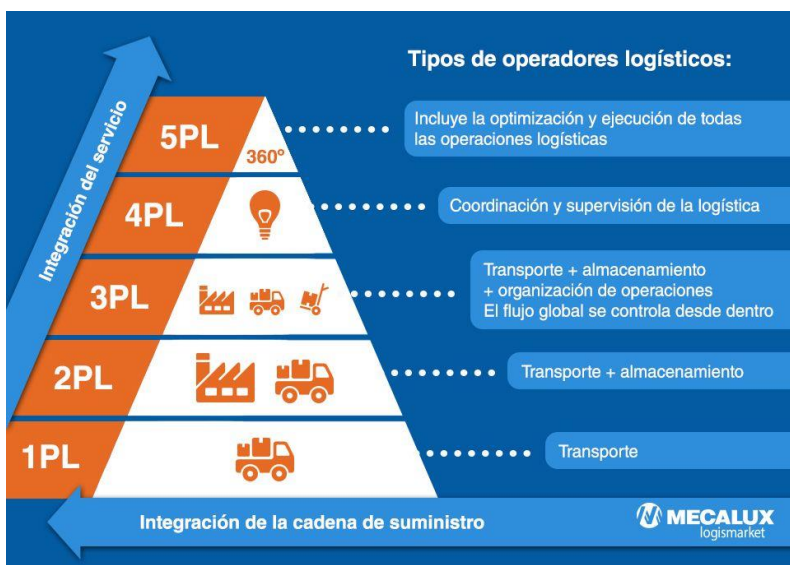 Tipos de operadores logísticos:
Integración del servicio
5PL
360º
Incluye la optimización y ejecución de todas
las operaciones logísticas
4PL
Coordinación y supervisión de la logística
3PL
Transporte + almacenamiento
+ organización de operaciones
El flujo global se controla desde dentro
2PL
Transporte + almacenamiento
1PL
Transporte
Integración de la cadena de suministro
MECALUX
logismarket